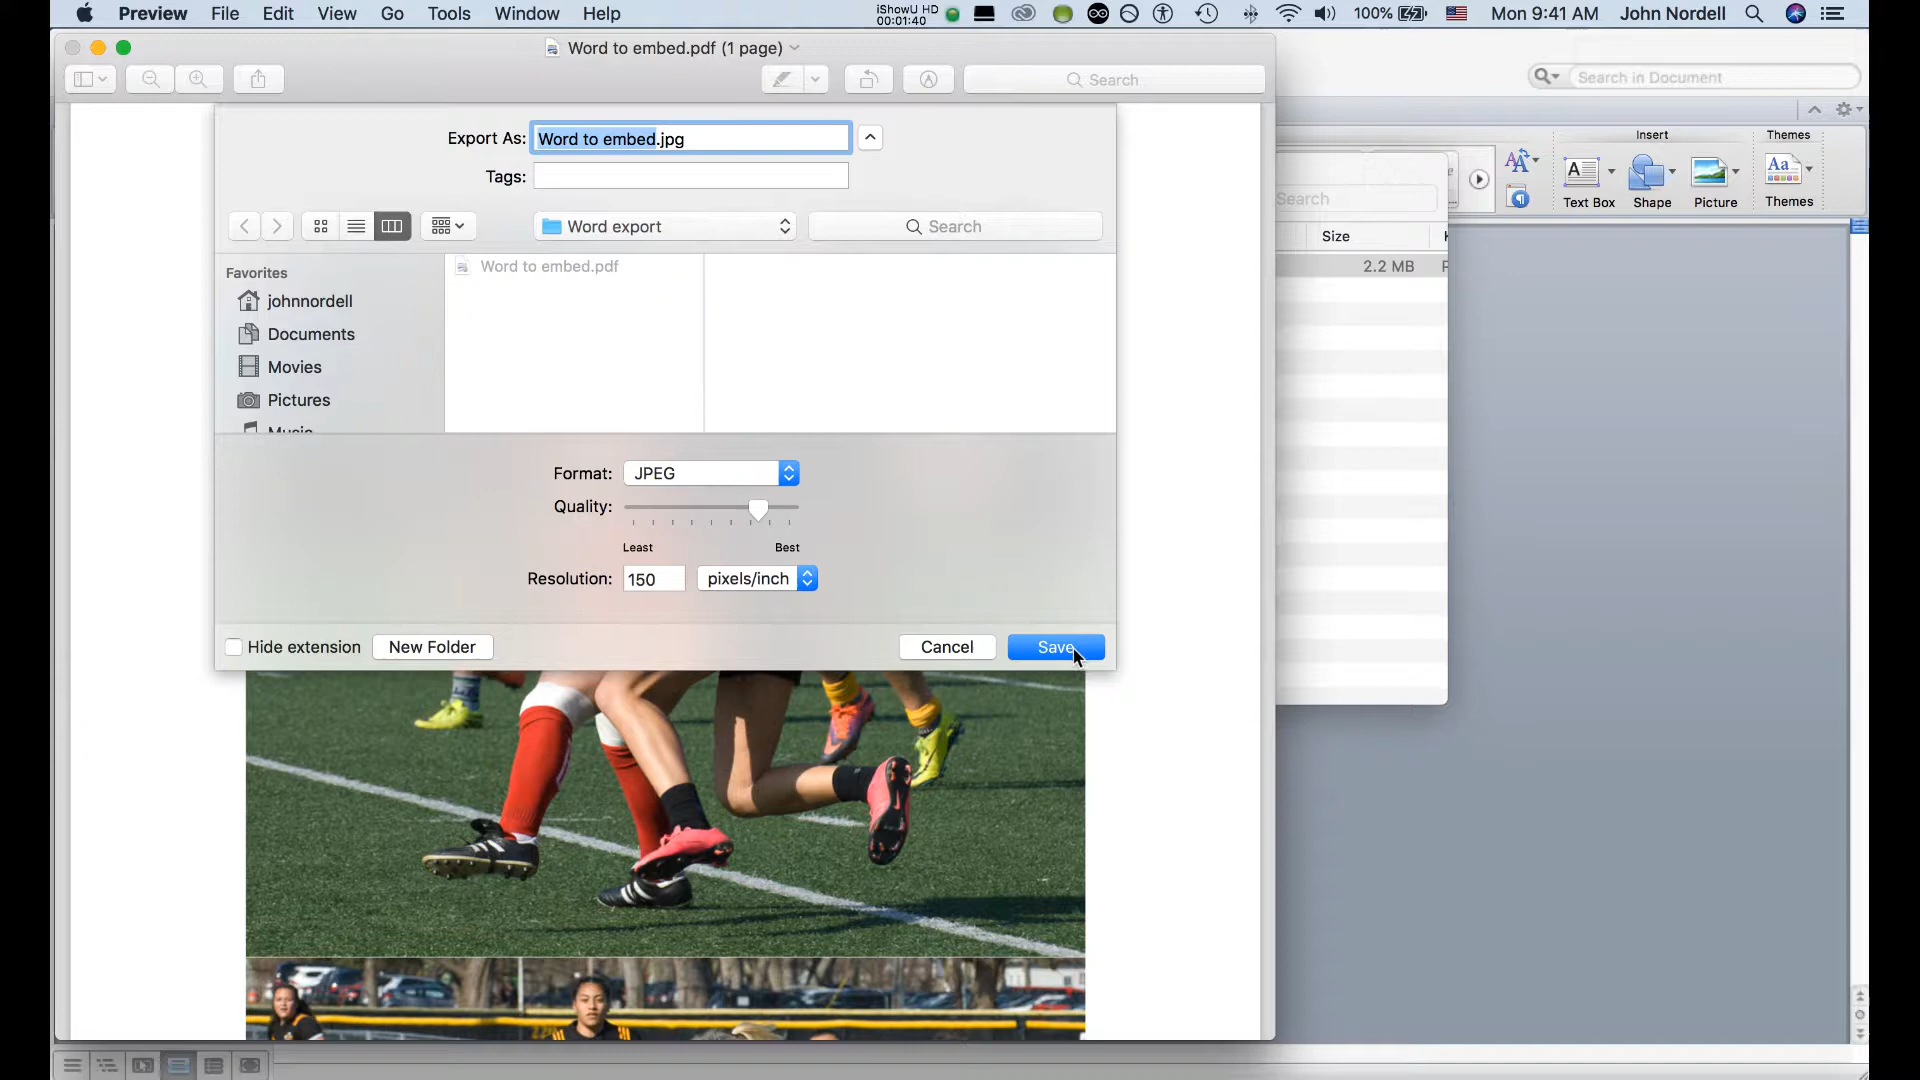 Preview File Edit View Go Tools Window Help
iShowU HD
00:01:40
100% Mon 9:41 AM John Nordell
Word to embed.pdf (1 page)
Search
Search in Document
Export As: Word to embed.jpg
Tags:
Insert
Themes
Text Box
Shape
Picture
Themes
Word export
Search
Search
Size
2.2 MB
Favorites
Word to embed.pdf
johnnordell
Documents
Movies
Pictures
Format: JPEG
Quality:
Least Best
Resolution: 150 pixels/inch
Hide extension New Folder Cancel Save